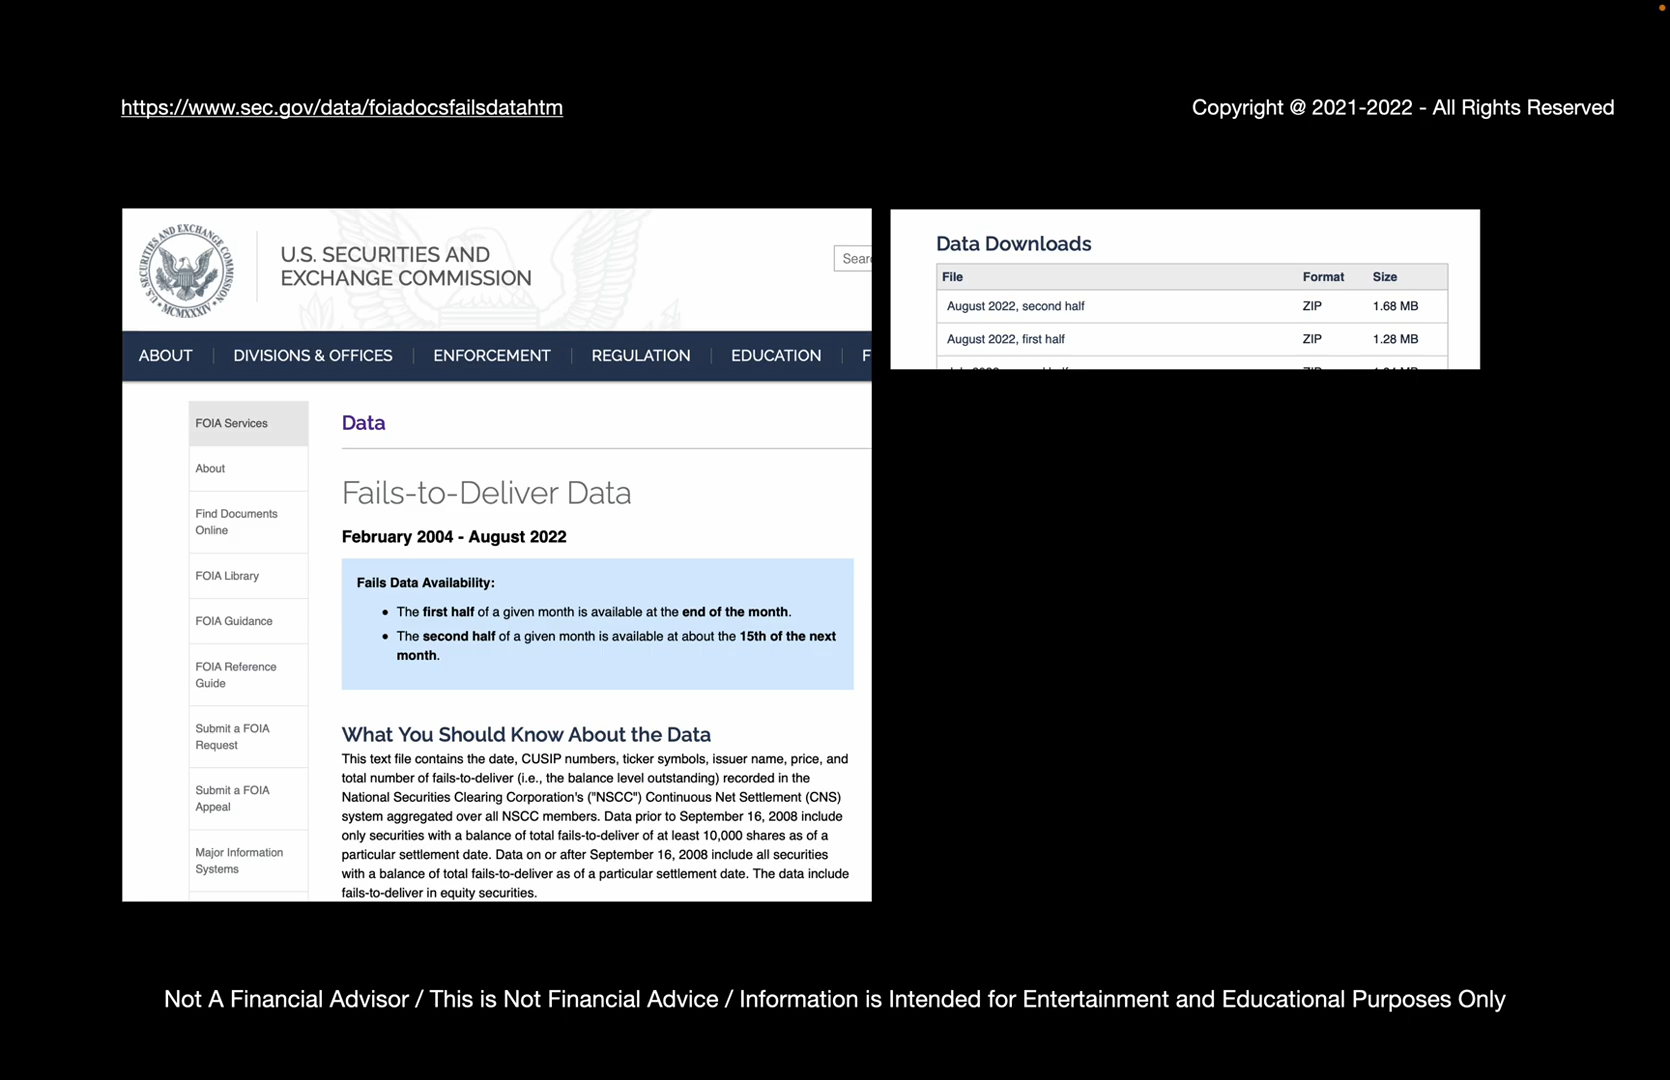 https://www.sec.gov/data/foiadocsfailsdatahtm
Copyright @ 2021-2022 - All Rights Reserved
U.S. SECURITIES AND EXCHANGE COMMISSION
MCMXXXIV
U.S. SECURITIES AND
EXCHANGE COMMISSION
Sear
ABOUT
DIVISIONS & OFFICES
ENFORCEMENT
REGULATION
EDUCATION
F
FOIA Services
About
Find Documents
Online
FOIA Library
FOIA Guidance
FOIA Reference
Guide
Submit a FOIA
Request
Submit a FOIA
Appeal
Major Information
Systems
Data
Fails-to-Deliver Data
February 2004 - August 2022
Fails Data Availability:
• The first half of a given month is available at the end of the month.
• The second half of a given month is available at about the 15th of the next
month.
What You Should Know About the Data
This text file contains the date, CUSIP numbers, ticker symbols, issuer name, price, and
total number of fails-to-deliver (i.e., the balance level outstanding) recorded in the
National Securities Clearing Corporation's ("NSCC") Continuous Net Settlement (CNS)
system aggregated over all NSCC members. Data prior to September 16, 2008 include
only securities with a balance of total fails-to-deliver of at least 10,000 shares as of a
particular settlement date. Data on or after September 16, 2008 include all securities
with a balance of total fails-to-deliver as of a particular settlement date. The data include
fails-to-deliver in equity securities.
Data Downloads
File Format Size
August 2022, second half ZIP 1.68 MB
August 2022, first half ZIP 1.28 MB
Not A Financial Advisor / This is Not Financial Advice / Information is Intended for Entertainment and Educational Purposes Only